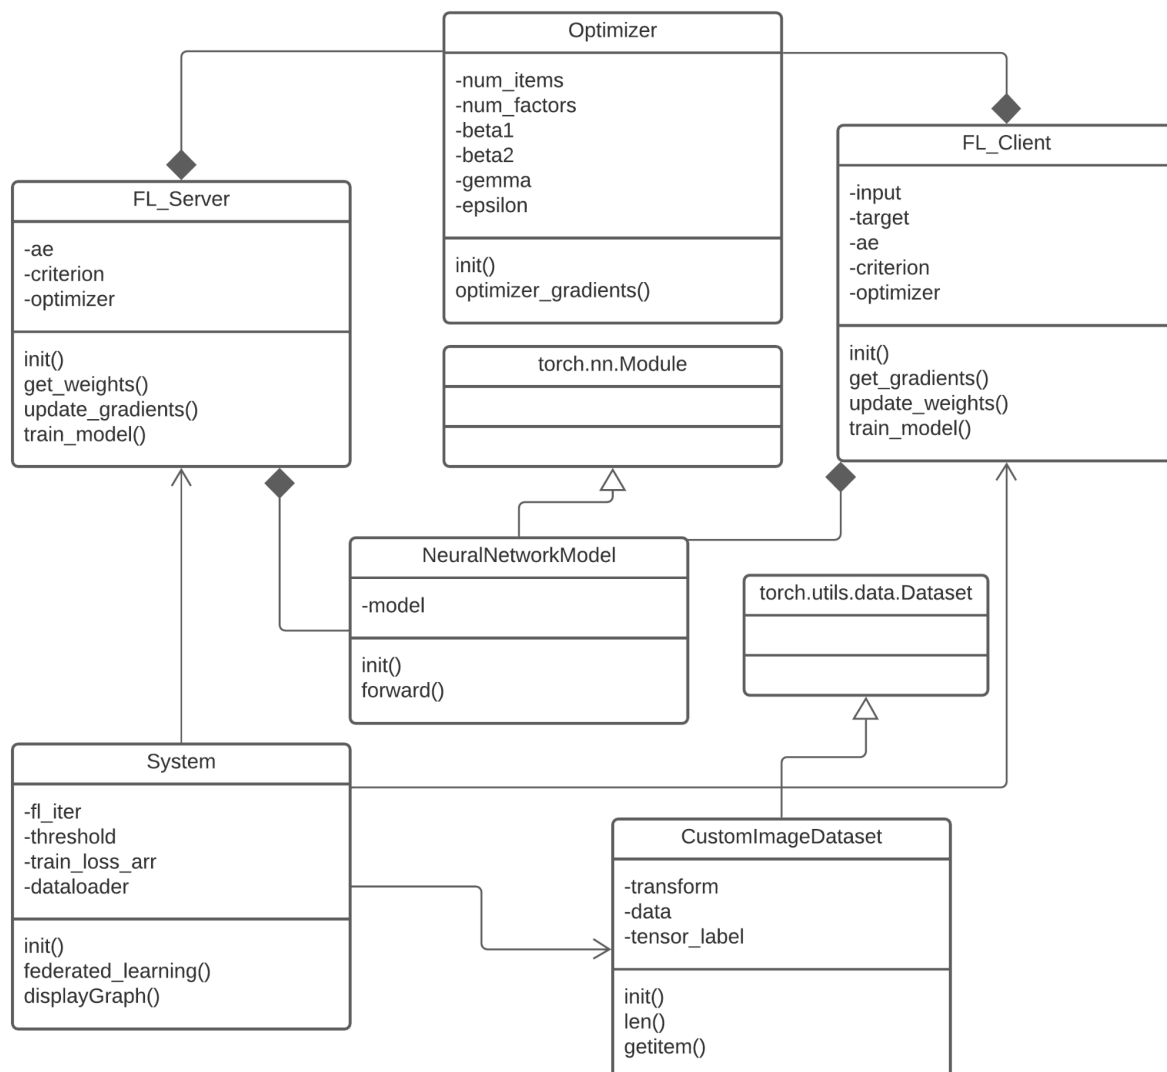 Optimizer
-num_items
-num_factors
-beta1
-beta2
-gemma
-epsilon
init()
optimizer_gradients()
FL_Client
-input
-target
-ae
-criterion
-optimizer
init()
get_gradients()
update_weights()
train_model()
FL_Server
-ae
-criterion
-optimizer
init()
get_weights()
update_gradients()
train_model()
torch.nn.Module
NeuralNetworkModel
-model
init()
forward()
torch.utils.data.Dataset
System
-fl_iter
-threshold
-train_loss_arr
-dataloader
init()
federated_learning()
displayGraph()
CustomImageDataset
-transform
-data
-tensor_label
init()
len()
getitem()